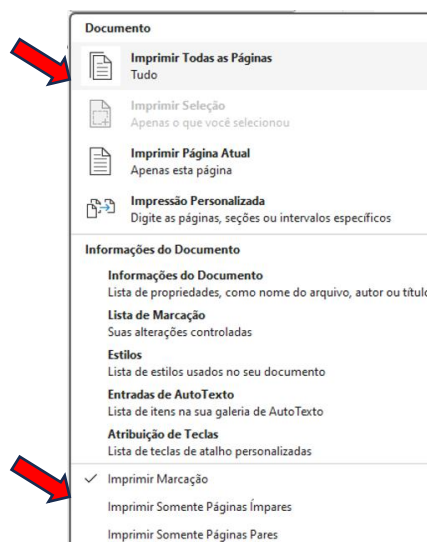 Documento
Imprimir Todas as Páginas
Tudo
Imprimir Seleção
Apenas o que você selecionou
Imprimir Página Atual
Apenas esta página
Impressão Personalizada
Digite as páginas, seções ou intervalos específicos
Informações do Documento
Informações do Documento
Lista de propriedades, como nome do arquivo, autor ou título
Lista de Marcação
Suas alterações controladas
Estilos
Lista de estilos usados no seu documento
Entradas de AutoTexto
Lista de itens na sua galeria de AutoTexto
Atribuição de Teclas
Lista de teclas de atalho personalizadas
Imprimir Marcação
Imprimir Somente Páginas Ímpares
Imprimir Somente Páginas Pares